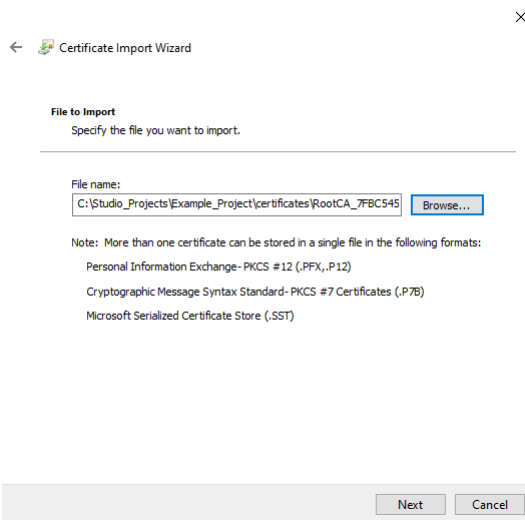 Certificate Import Wizard
File to Import
Specify the file you want to import.
File name:
C:\Studio_Projects\Example_Project\certificates\RootCA_7FBC545
Browse...
Note: More than one certificate can be stored in a single file in the following formats:
Personal Information Exchange- PKCS #12 (.PFX,.P12)
Cryptographic Message Syntax Standard- PKCS #7 Certificates (.P7B)
Microsoft Serialized Certificate Store (.SST)
Next
Cancel